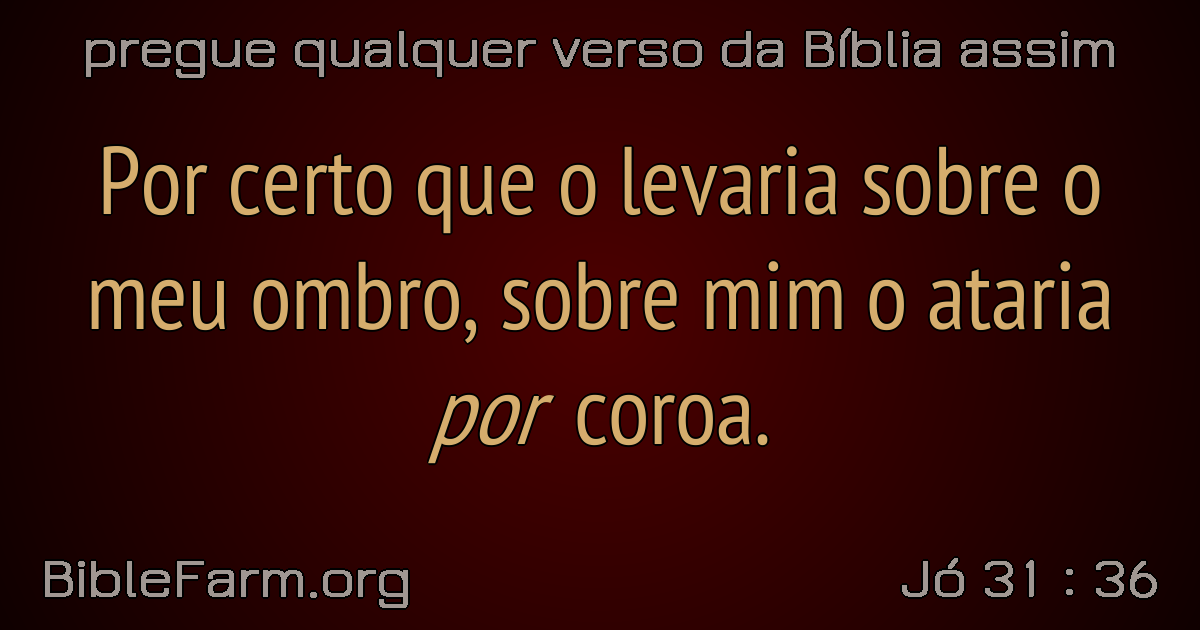 pregue qualquer verso da Bíblia assim
Por certo que o levaria sobre o
meu ombro, sobre mim o ataria
por coroa.
BibleFarm.org
Jó 31 : 36